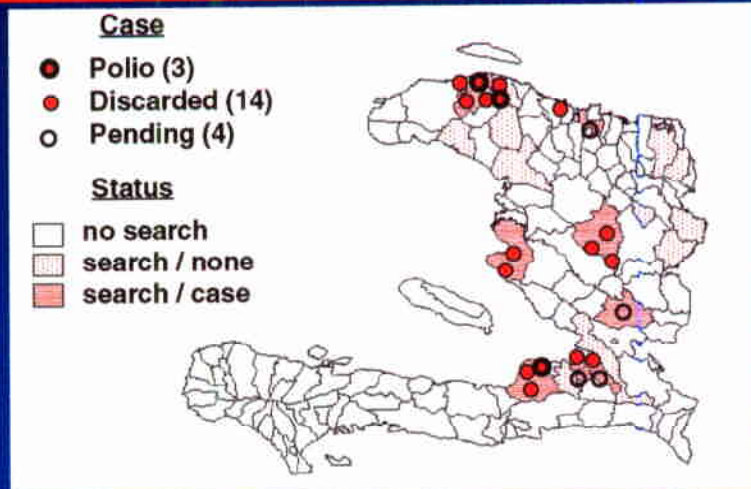 Case
Polio (3)
Discarded (14)
Pending (4)
Status
no search
search / none
search / case